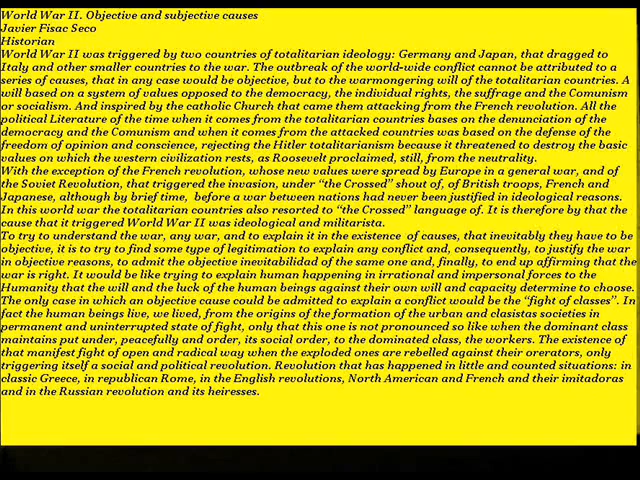 World War II. Objective and subjective causes
Javier Fisac Seco
Historian
World War II was triggered by two countries of totalitarian ideology: Germany and Japan, that dragged to
Italy and other smaller countries to the war. The outbreak of the world-wide conflict cannot be attributed to a
series of causes, that in any case would be objective, but to the warmongering will of the totalitarian countries. A
will based on a system of values opposed to the democracy, the individual rights, the suffrage and the Comunism
or socialism. And inspired by the catholic Church that came them attacking from the French revolution. All the
political Literature of the time when it comes from the totalitarian countries bases on the denunciation of the
democracy and the Comunism and when it comes from the attacked countries was based on the defense of the
freedom of opinion and conscience, rejecting the Hitler totalitarianism because it threatened to destroy the basic
values on which the western civilization rests, as Roosevelt proclaimed, still, from the neutrality.
With the exception of the French revolution, whose new values were spread by Europe in a general war, and of
the Soviet Revolution, that triggered the invasion, under “the Crossed” shout of, of British troops, French and
Japanese, although by brief time, before a war between nations had never been justified in ideological reasons.
In this world war the totalitarian countries also resorted to “the Crossed” language of. It is therefore by that the
cause that it triggered World War II was ideological and militarista.
To try to understand the war, any war, and to explain it in the existence of causes, that inevitably they have to be
objective, it is to try to find some type of legitimation to explain any conflict and, consequently, to justify the war
in objective reasons, to admit the objective inevitabilidad of the same one and, finally, to end up affirming that the
war is right. It would be like trying to explain human happening in irrational and impersonal forces to the
Humanity that the will and the luck of the human beings against their own will and capacity determine to choose.
The only case in which an objective cause could be admitted to explain a conflict would be the “fight of classes”. In
fact the human beings live, we lived, from the origins of the formation of the urban and clasistas societies in
permanent and uninterrupted state of fight, only that this one is not pronounced so like when the dominant class
maintains put under, peacefully and order, its social order, to the dominated class, the workers. The existence of
that manifest fight of open and radical way when the exploded ones are rebelled against their orerators, only
triggering itself a social and political revolution. Revolution that has happened in little and counted situations: in
classic Greece, in republican Rome, in the English revolutions, North American and French and their imitadoras
and in the Russian revolution and its heiresses.